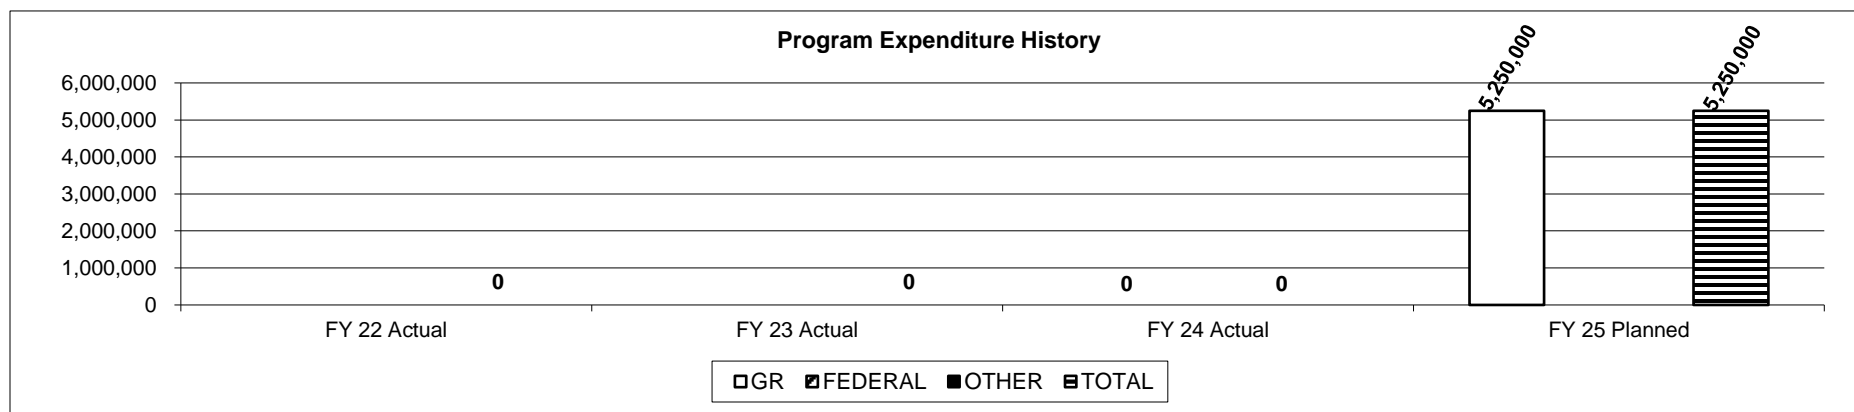 Program Expenditure History
5,250,000 5,250,000
6,000,000
5,000,000
4,000,000
3,000,000
2,000,000
1,000,000
0 0 0 0
0
FY 22 Actual FY 23 Actual FY 24 Actual FY 25 Planned
GR FEDERAL OTHER TOTAL